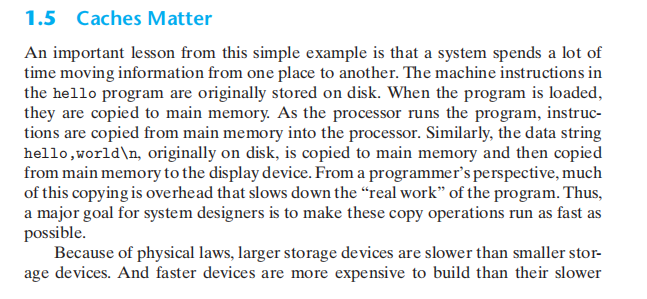 1.5 Caches Matter
An important lesson from this simple example is that a system spends a lot of
time moving information from one place to another. The machine instructions in
the hello program are originally stored on disk. When the program is loaded,
they are copied to main memory. As the processor runs the program, instruc-
tions are copied from main memory into the processor. Similarly, the data string
hello,world\n, originally on disk, is copied to main memory and then copied
from main memory to the display device. From a programmer's perspective, much
of this copying is overhead that slows down the “real work” of the program. Thus,
a major goal for system designers is to make these copy operations run as fast as
possible.
Because of physical laws, larger storage devices are slower than smaller stor-
age devices. And faster devices are more expensive to build than their slower